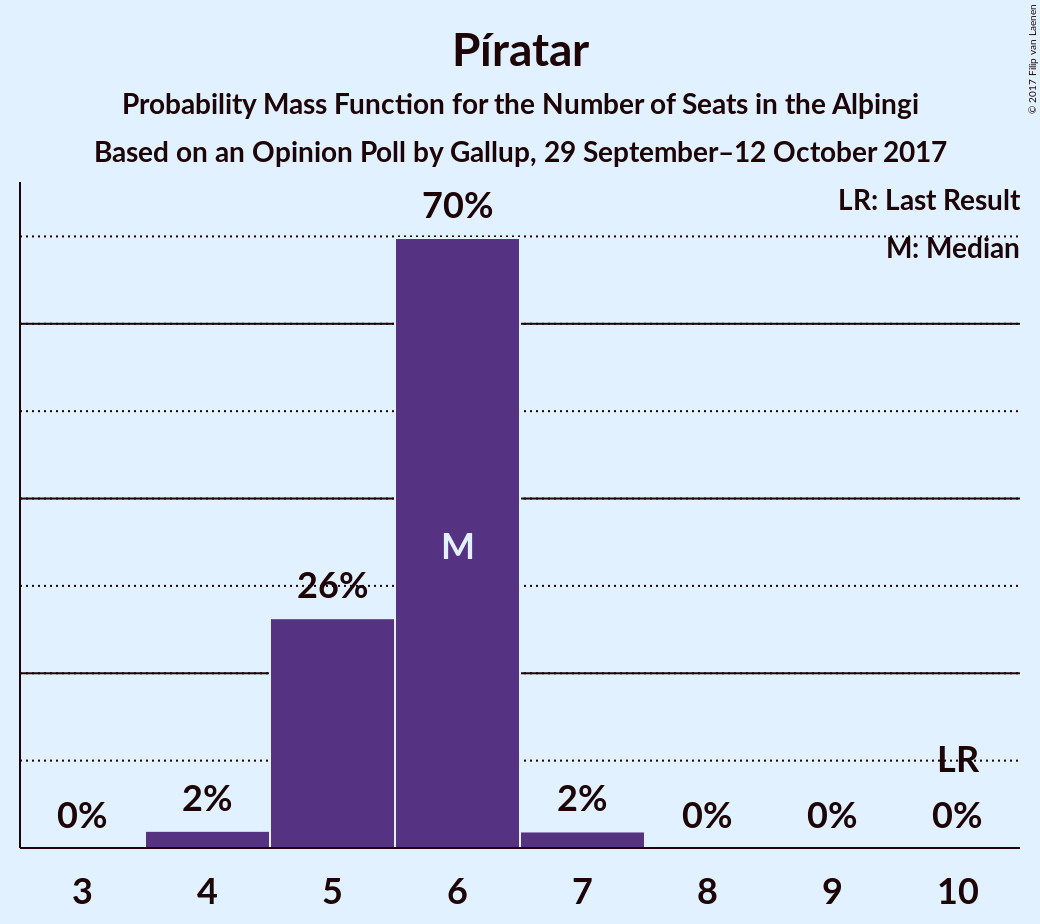 Píratar
Probability Mass Function for the Number of Seats in the Alþingi
Based on an Opinion Poll by Gallup, 29 September–12 October 2017
© 2017 Filip van Laenen
LR: Last Result
M: Median
70%
M
26%
LR
0%
2%
2%
0%
0%
0%
3 4 5 6 7 8 9 10